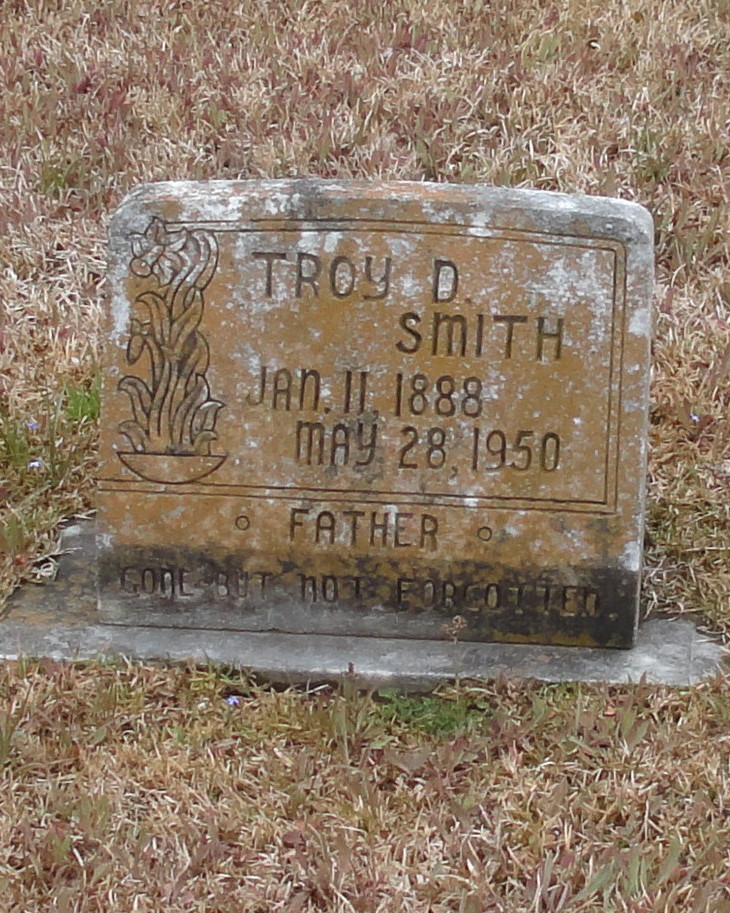 TROY D.
SMITH
JAN. 11, 1888
MAY 28, 1950
FATHER
GONE BUT NOT FORGOTTEN